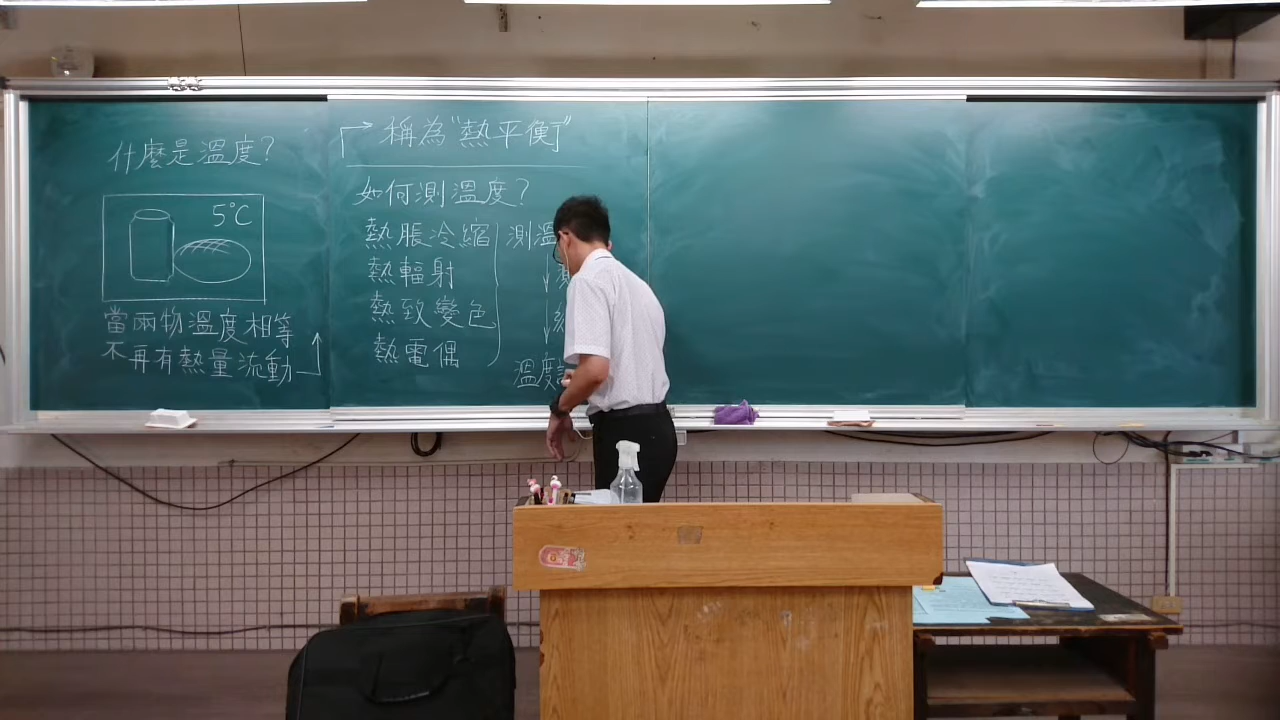 什麼是溫度?
5°C
當兩物溫度相等
不再有熱量流動
稱為"熱平衡"
如何測溫度?
熱脹冷縮
熱輻射
熱致變色
熱電偶
測溫
溫度